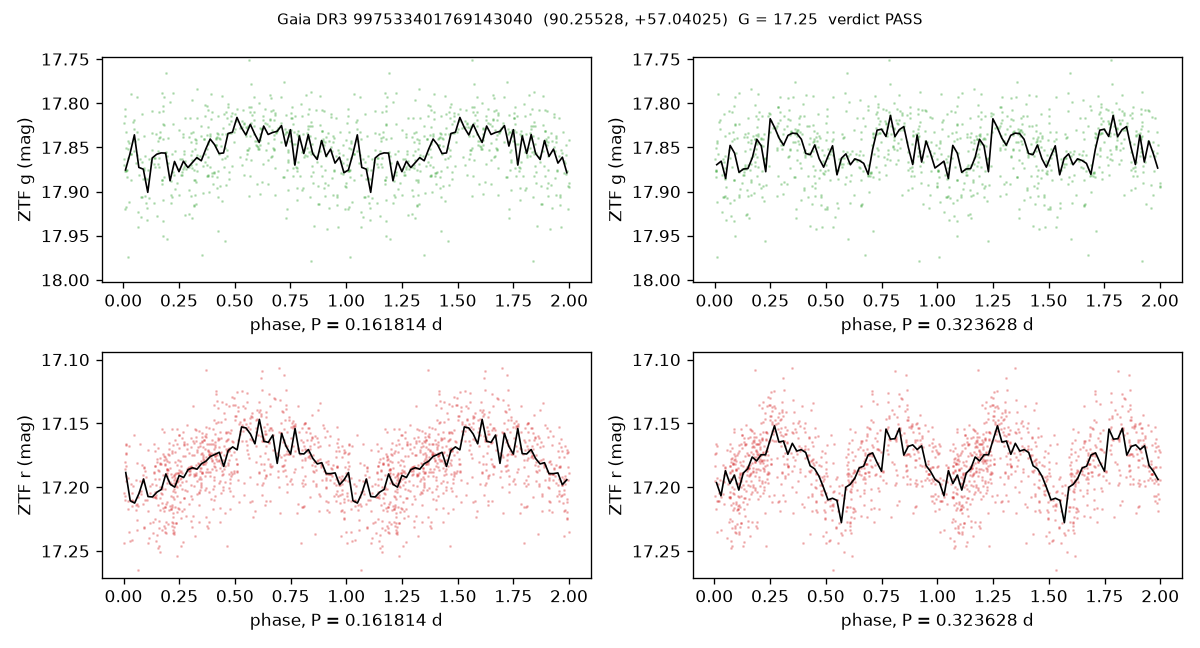 Gaia DR3 997533401769143040 (90.25528, +57.04025) G = 17.25 verdict PASS
ZTF g (mag)
17.75
17.80
17.85
17.90
17.95
18.00
0.00 0.25 0.50 0.75 1.00 1.25 1.50 1.75 2.00
phase, P = 0.161814 d
ZTF g (mag)
17.75
17.80
17.85
17.90
17.95
18.00
0.00 0.25 0.50 0.75 1.00 1.25 1.50 1.75 2.00
phase, P = 0.323628 d
ZTF r (mag)
17.10
17.15
17.20
17.25
0.00 0.25 0.50 0.75 1.00 1.25 1.50 1.75 2.00
phase, P = 0.161814 d
ZTF r (mag)
17.10
17.15
17.20
17.25
0.00 0.25 0.50 0.75 1.00 1.25 1.50 1.75 2.00
phase, P = 0.323628 d